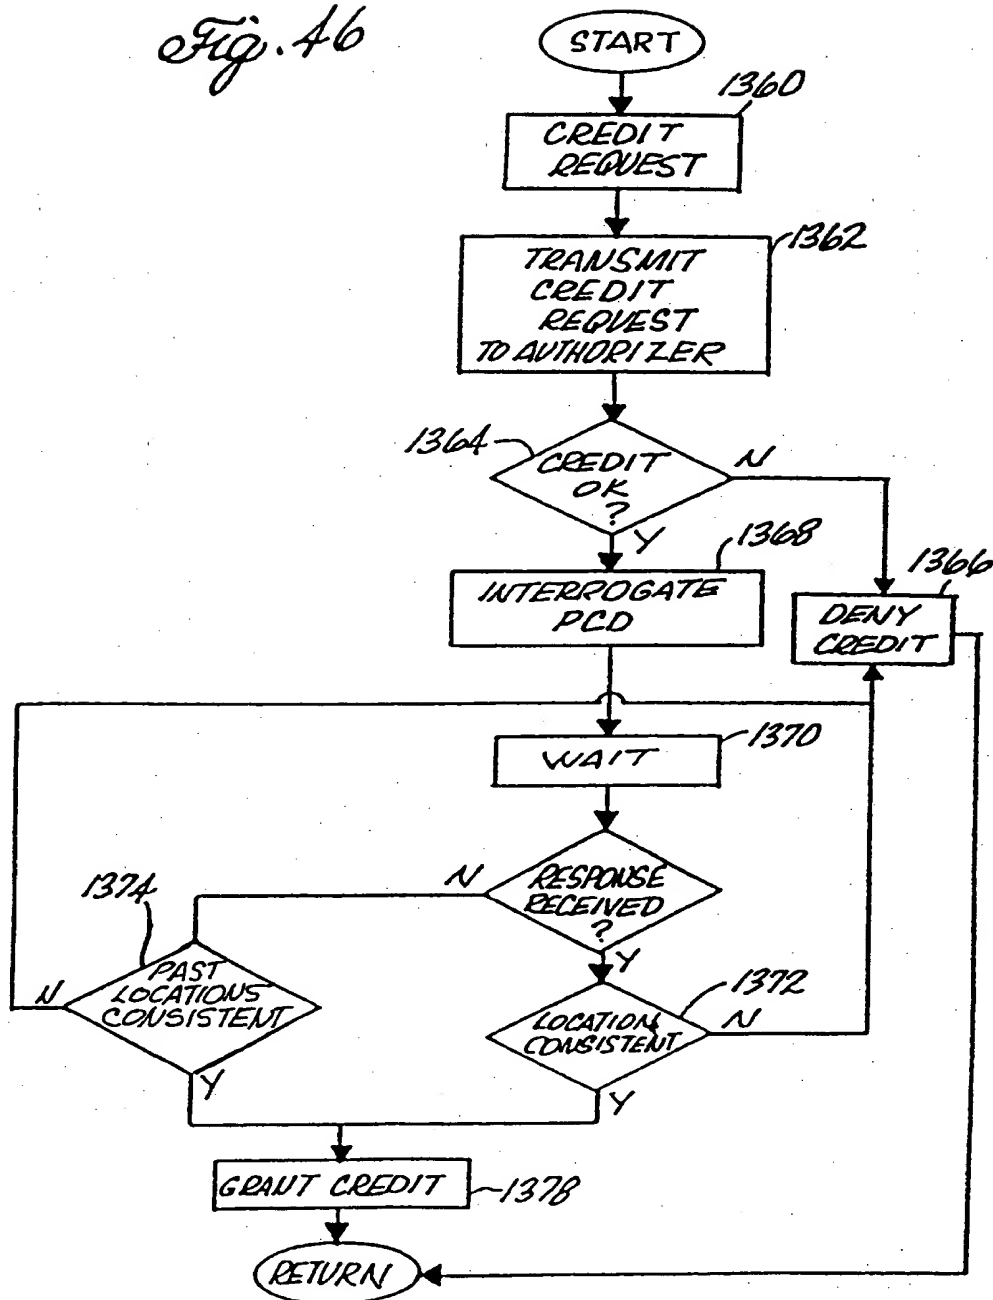 Fig. 46
START
1360
CREDIT
REQUEST
1362
TRANSMIT
CREDIT
REQUEST
TO AUTHORIZER
1364
CREDIT
OK
?
N
Y
1368
INTERROGATE
PCD
1366
DENY
CREDIT
1370
WAIT
N
RESPONSE
RECEIVED
?
Y
1374
PAST
LOCATIONS
CONSISTENT
N
Y
1372
LOCATION
CONSISTENT
N
Y
GRANT CREDIT
1378
RETURN